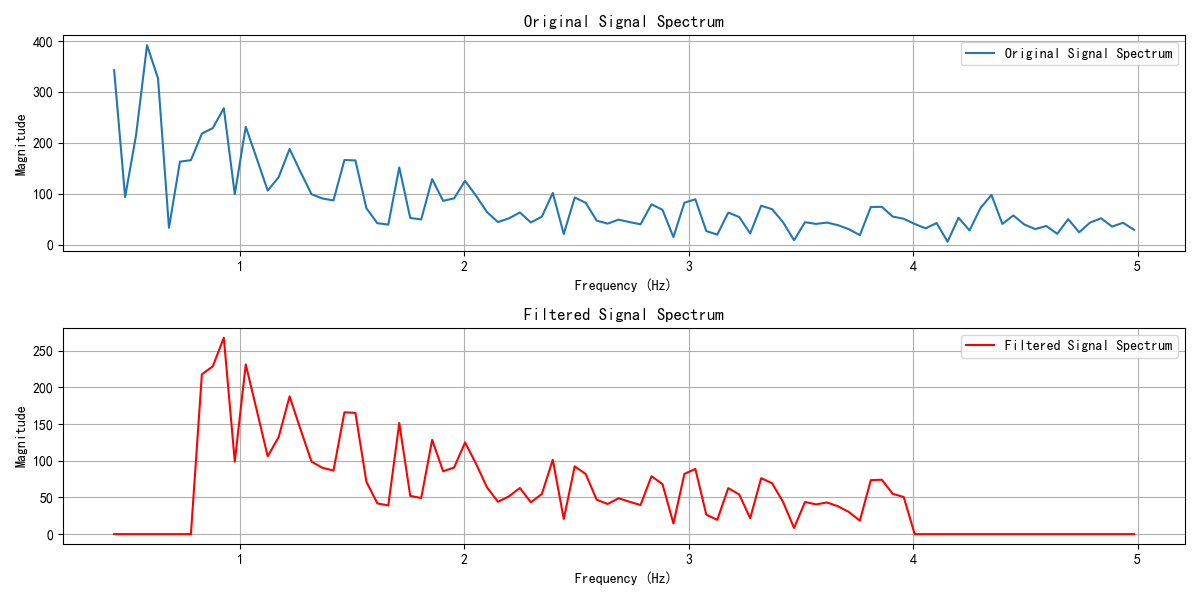 Original Signal Spectrum
400
300
200
100
0
Magnitude
Original Signal Spectrum
1
2
3
4
5
Frequency (Hz)
Filtered Signal Spectrum
250
200
150
100
50
0
Magnitude
Filtered Signal Spectrum
1
2
3
4
5
Frequency (Hz)